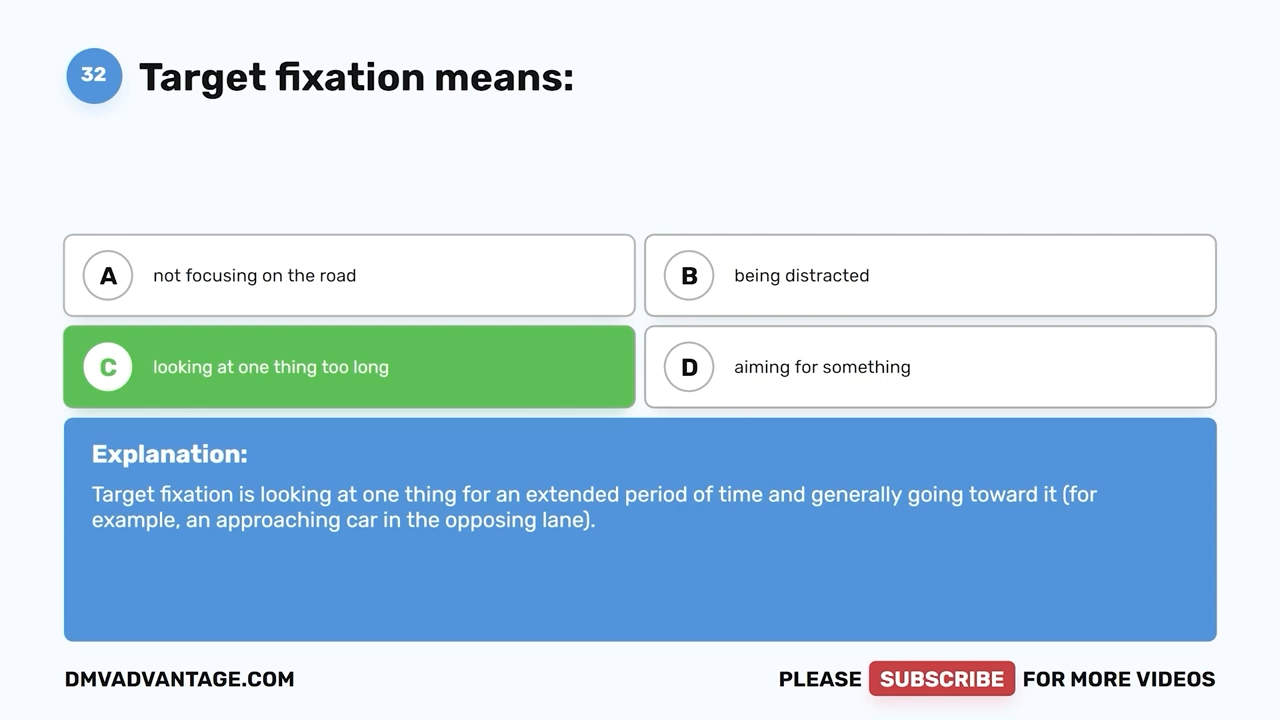 32 Target fixation means:
A not focusing on the road
B being distracted
C looking at one thing too long
D aiming for something
Explanation:
Target fixation is looking at one thing for an extended period of time and generally going toward it (for
example, an approaching car in the opposing lane).
DMVADVANTAGE.COM
PLEASE SUBSCRIBE FOR MORE VIDEOS